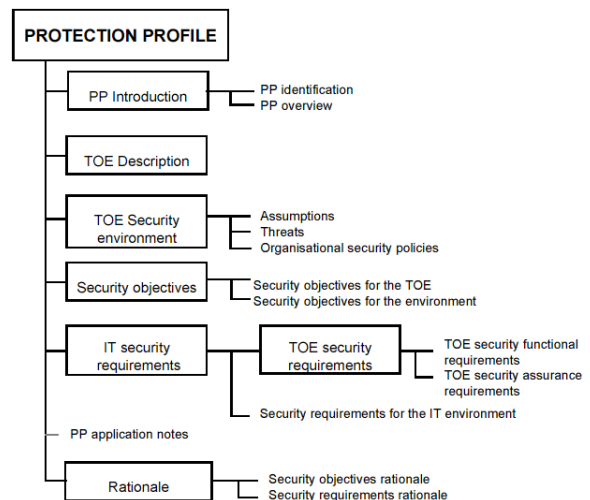 PROTECTION PROFILE
PP Introduction
PP identification
PP overview
TOE Description
TOE Security
environment
Assumptions
Threats
Organisational security policies
Security objectives
Security objectives for the TOE
Security objectives for the environment
IT security
requirements
TOE security
requirements
TOE security functional
requirements
TOE security assurance
requirements
Security requirements for the IT environment
PP application notes
Rationale
Security objectives rationale
Security requirements rationale